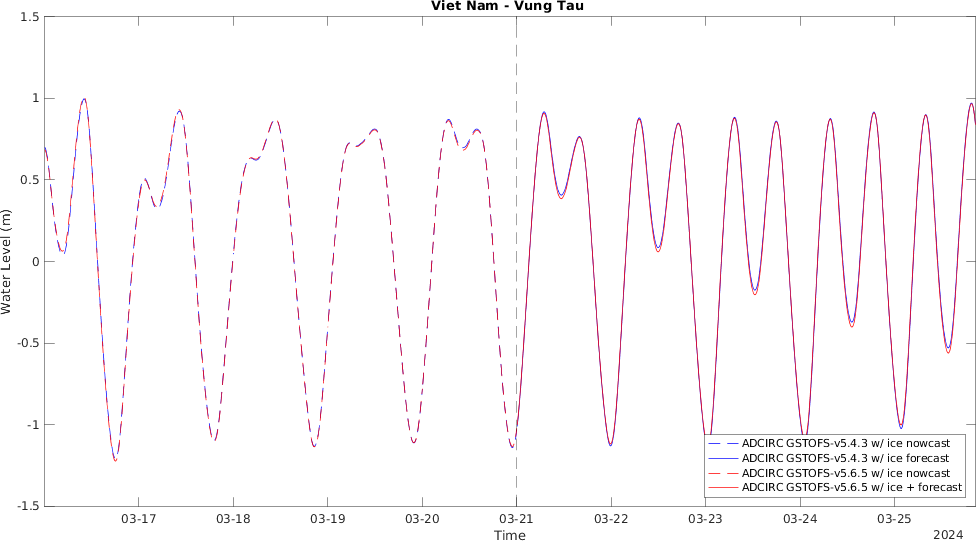 Viet Nam - Vung Tau
1.5
1
0.5
0
-0.5
-1
-1.5
Water Level (m)
ADCIRC GSTOFS-v5.4.3 w/ ice nowcast
ADCIRC GSTOFS-v5.4.3 w/ ice forecast
ADCIRC GSTOFS-v5.6.5 w/ ice nowcast
ADCIRC GSTOFS-v5.6.5 w/ ice + forecast
03-17
03-18
03-19
03-20
03-21
03-22
03-23
03-24
03-25
Time
2024